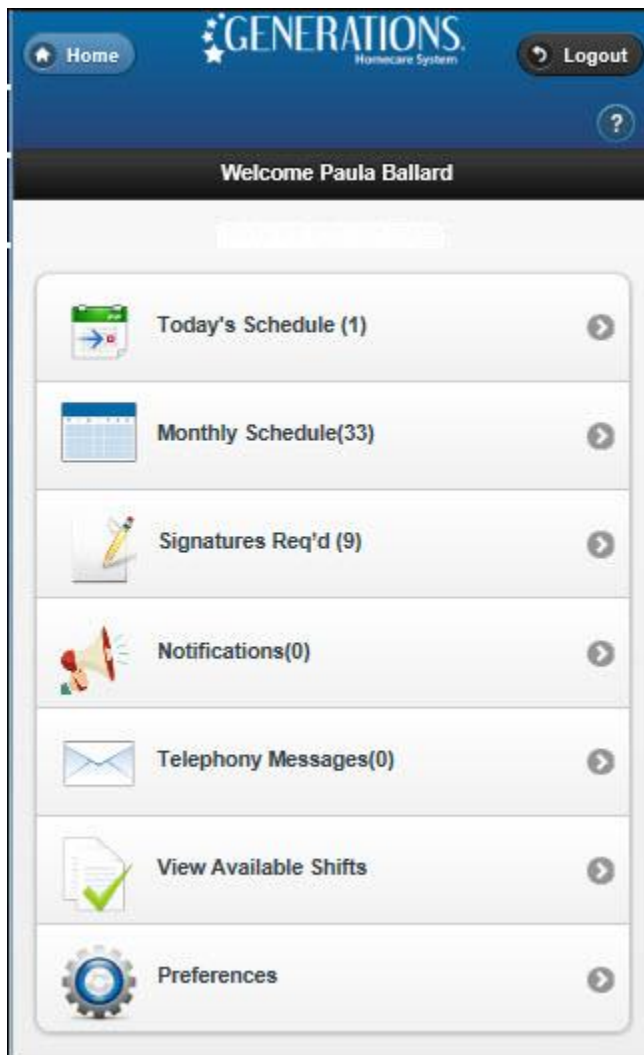 Home
GENERATIONS.
Homecare System
Logout
?
Welcome Paula Ballard
Today's Schedule (1)
Monthly Schedule(33)
Signatures Req'd (9)
Notifications(0)
Telephony Messages(0)
View Available Shifts
Preferences